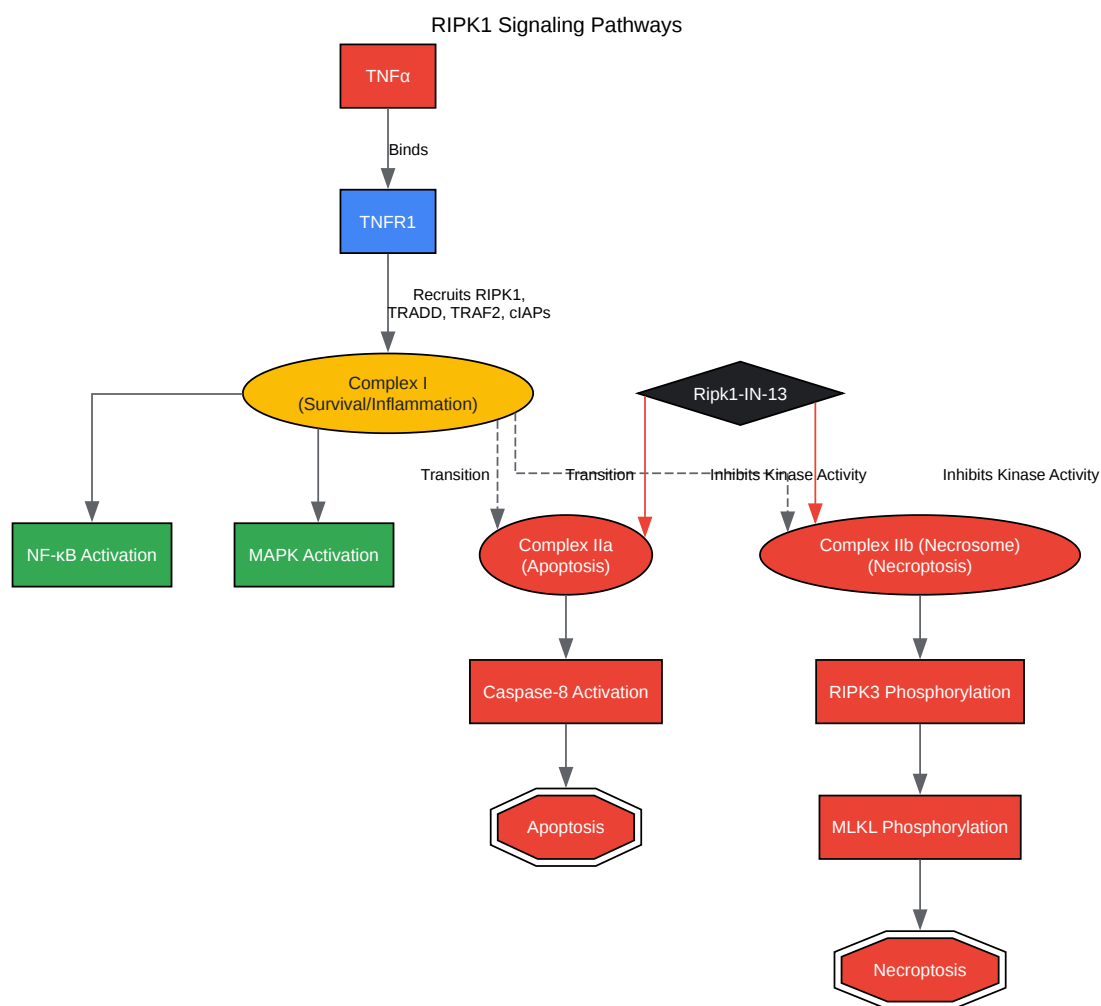 RIPK1 Signaling Pathways
TNFα
Binds
TNFR1
Recruits RIPK1,
TRADD, TRAF2, cIAPs
Complex I
(Survival/Inflammation)
Ripk1-IN-13
Transition
Transition
Inhibits Kinase Activity
Inhibits Kinase Activity
NF-κB Activation
MAPK Activation
Complex IIa
(Apoptosis)
Complex IIb (Necrosome)
(Necroptosis)
Caspase-8 Activation
RIPK3 Phosphorylation
Apoptosis
MLKL Phosphorylation
Necroptosis